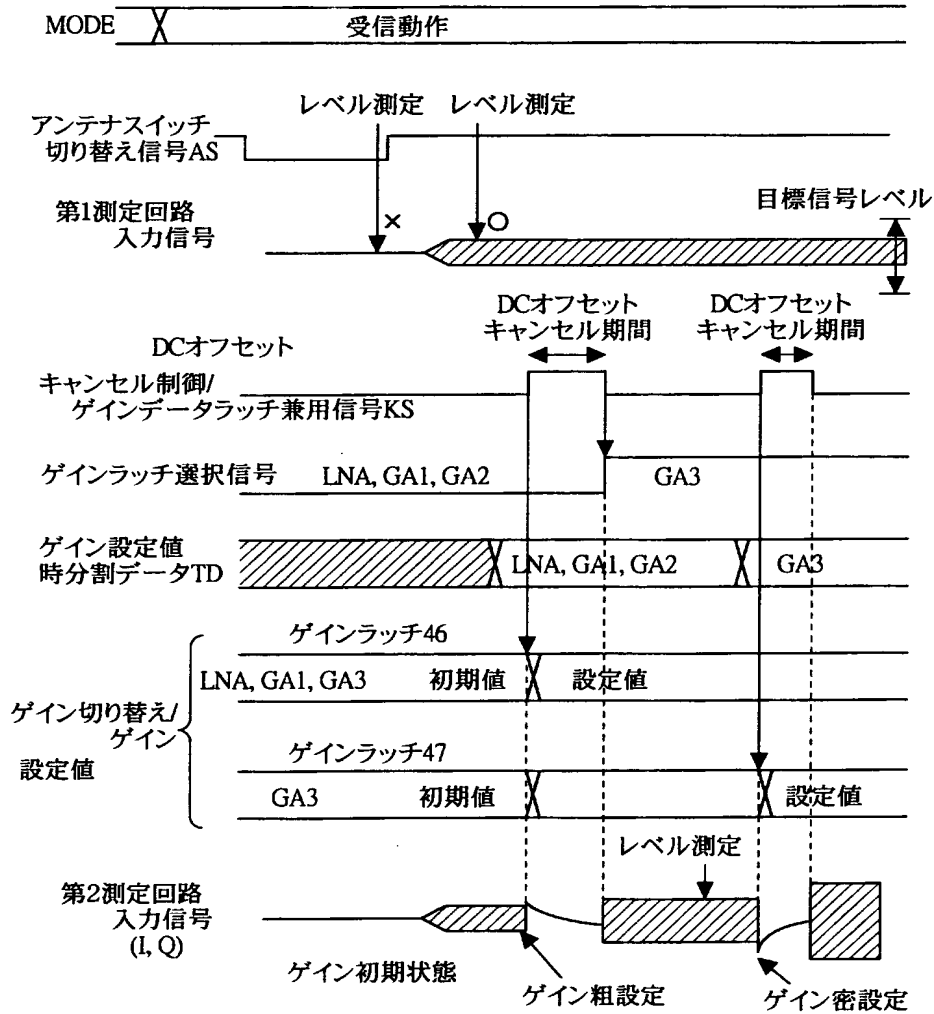 MODE
受信動作
レベル測定
レベル測定
アンテナスイッチ
切り替え信号AS
×
○
第1測定回路
入力信号
目標信号レベル
DCオフセット
キャンセル期間
DCオフセット
キャンセル期間
DCオフセット
キャンセル制御/
ゲインデータラッチ兼用信号KS
ゲインラッチ選択信号
LNA, GA1, GA2
GA3
ゲイン設定値
時分割データTD
LNA, GA1, GA2
GA3
ゲイン切り替え/
ゲイン
設定値
ゲインラッチ46
LNA, GA1, GA3
初期値
設定値
ゲインラッチ47
GA3
初期値
設定値
レベル測定
第2測定回路
入力信号
(I, Q)
ゲイン初期状態
ゲイン粗設定
ゲイン密設定